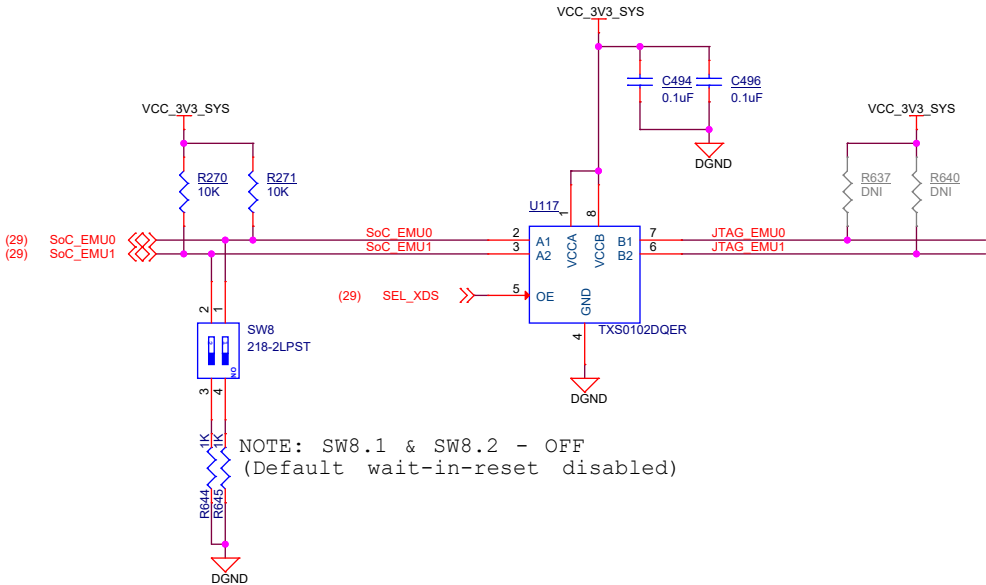 VCC_3V3_SYS
C494
0.1uF
C496
0.1uF
DGND
VCC_3V3_SYS
R270
10K
R271
10K
VCC_3V3_SYS
R637
DNI
R640
DNI
U117
1
8
(29) SoC_EMU0
SoC_EMU0
2
A1
VCCA
VCCB
B1
7
JTAG_EMU0
(29) SoC_EMU1
SoC_EMU1
3
A2
B2
6
JTAG_EMU1
(29) SEL_XDS
5
OE
GND
4
TXS0102DQER
DGND
2
1
SW8
218-2LPST
ON
3
4
1K
1K
R644
R645
NOTE: SW8.1 & SW8.2 - OFF
(Default wait-in-reset disabled)
DGND